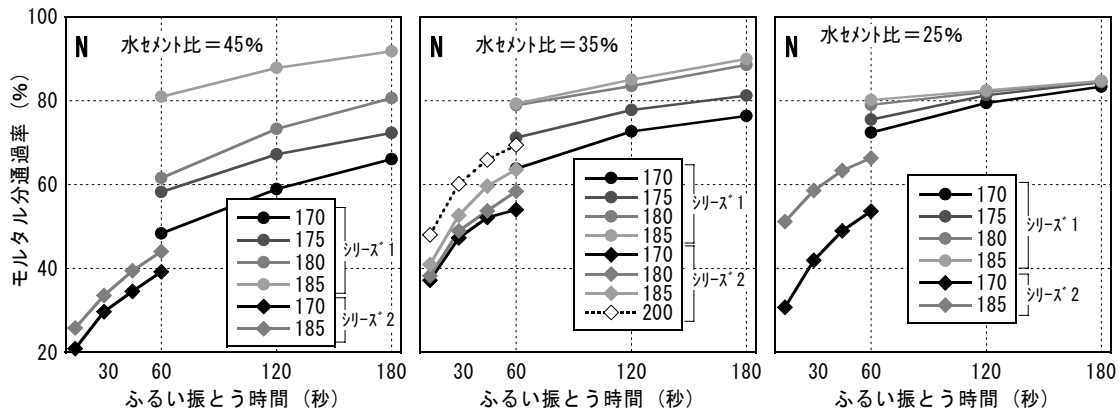 モルタル分通過率 (%)
100
80
60
40
20
N 水ｾﾒﾝﾄ比＝45%
170
175
180
185
ｼﾘｰｽﾞ1
170
185
ｼﾘｰｽﾞ2
30 60 120 180
ふるい振とう時間 (秒)
N 水ｾﾒﾝﾄ比＝35%
170
175
180
185
ｼﾘｰｽﾞ1
170
180
185
200
ｼﾘｰｽﾞ2
30 60 120 180
ふるい振とう時間 (秒)
N 水ｾﾒﾝﾄ比＝25%
170
175
180
185
ｼﾘｰｽﾞ1
170
185
ｼﾘｰｽﾞ2
30 60 120 180
ふるい振とう時間 (秒)